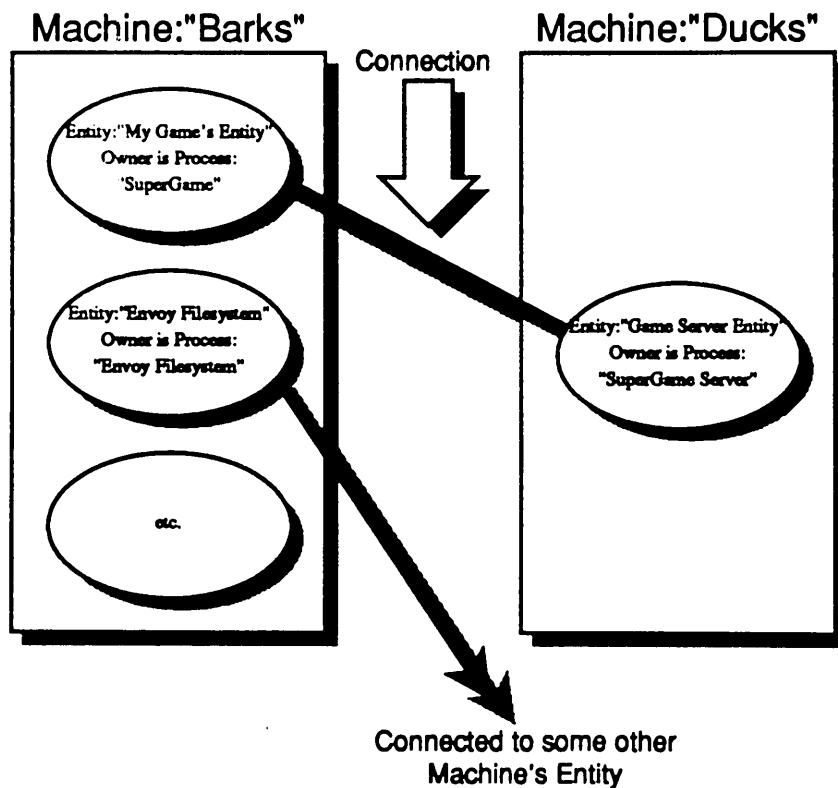 Machine:"Barks"
Machine:"Ducks"
Connection
Entity:"My Game's Entity"
Owner is Process:
"SuperGame"
Entity:"Envoy Filesystem"
Owner is Process:
"Envoy Filesystem"
Entity:"Game Server Entity"
Owner is Process:
"SuperGame Server"
etc.
Connected to some other
Machine's Entity